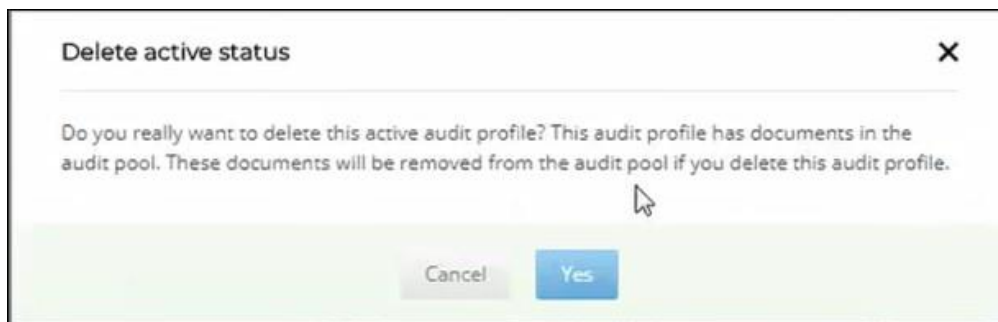 Delete active status
Do you really want to delete this active audit profile? This audit profile has documents in the
audit pool. These documents will be removed from the audit pool if you delete this audit profile.
Cancel
Yes